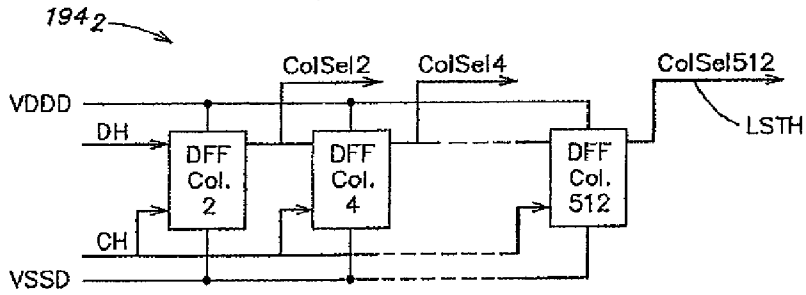 194₂
ColSel2
ColSel4
ColSel512
VDDD
LSTH
DH
DFF
Col.
2
DFF
Col.
4
DFF
Col.
512
CH
VSSD